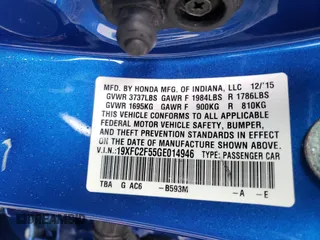 MFD. BY HONDA MFG. OF INDIANA, LLC 12/'15
GVWR 3737LBS GAWR F 1984LBS R 1786LBS
GVWR 1695KG GAWR F 900KG R 810KG
THIS VEHICLE CONFORMS TO ALL APPLICABLE
FEDERAL MOTOR VEHICLE SAFETY, BUMPER,
AND THEFT PREVENTION STANDARDS IN EFFECT
ON THE DATE OF MANUFACTURE SHOWN ABOVE.
V.I.N.:19XFC2F55GE014946 TYPE: PASSENGER CAR
TBA G AC6 -B593M -A -E